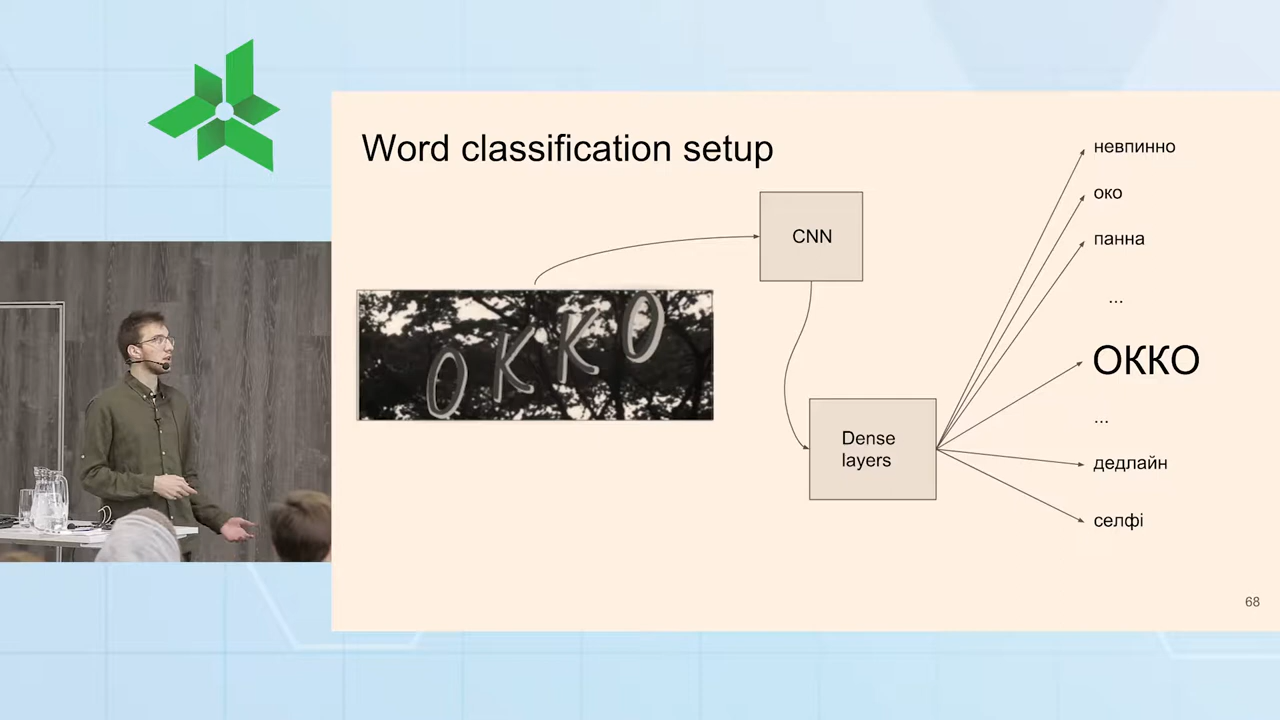 Word classification setup
CNN
ОККО
Dense
layers
невпинно
око
панна
...
ОККО
...
дедлайн
селфі
68